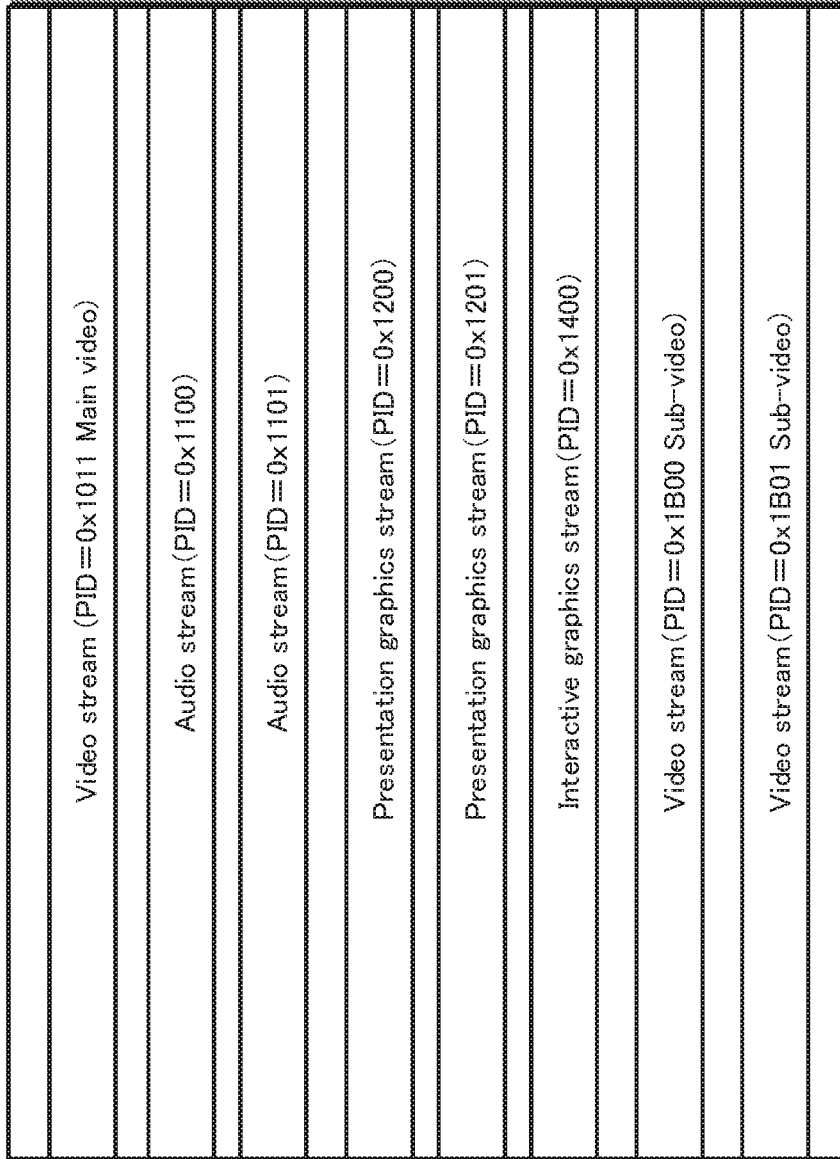 Video stream(PID=0x1011 Main video)
Audio stream(PID=0x1100)
Audio stream(PID=0x1101)
Presentation graphics stream(PID=0x1200)
Presentation graphics stream(PID=0x1201)
Interactive graphics stream(PID=0x1400)
Video stream(PID=0x1B00 Sub-video)
Video stream(PID=0x1B01 Sub-video)